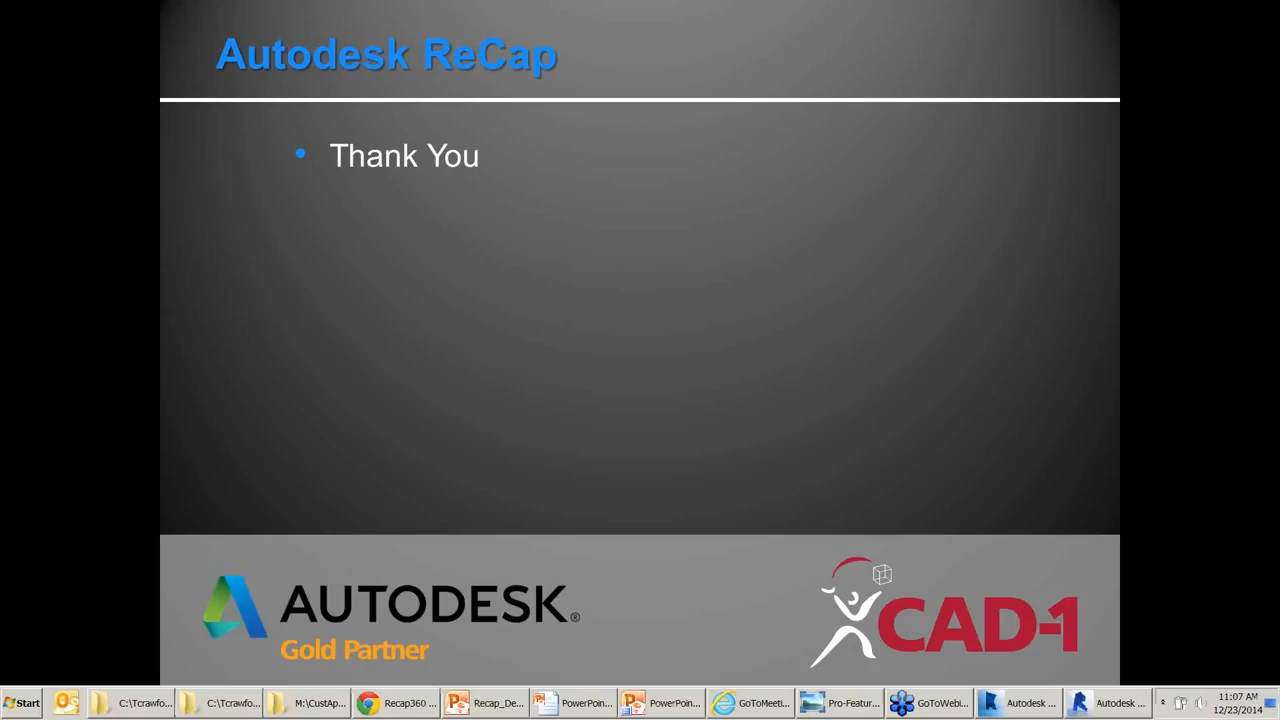 Autodesk ReCap
• Thank You
AUTODESK®
Gold Partner
CAD-1
Start
C:\Tcrawfo...
C:\Tcrawfo...
M:\CustAp...
Recap360 ...
Recap_De...
PowerPoin...
PowerPoin...
GoToMeeti...
Pro-Featur...
GoToWebi...
Autodesk ...
Autodesk ...
11:07 AM
12/23/2014